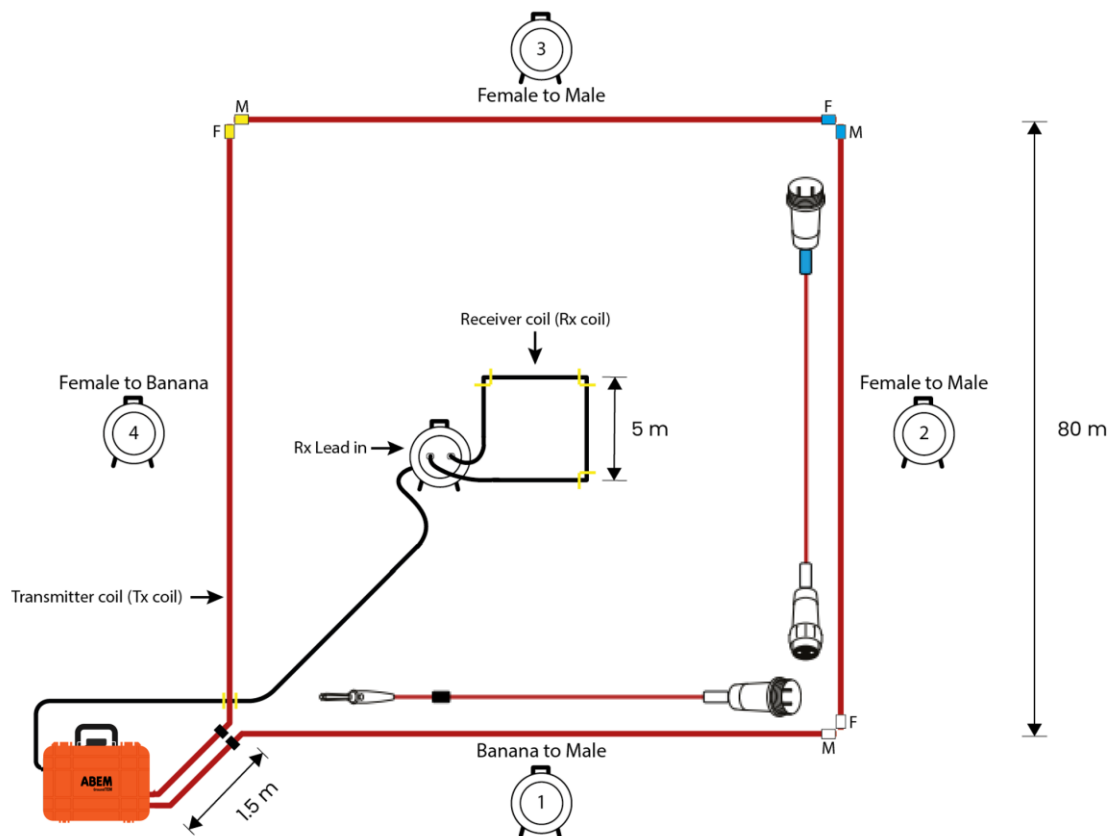 3
Female to Male
M
F
F
M
Receiver coil (Rx coil)
Female to Banana
4
Rx Lead in
5 m
Female to Male
2
80 m
Transmitter coil (Tx coil)
F
M
Banana to Male
ABEM
1.5 m
1